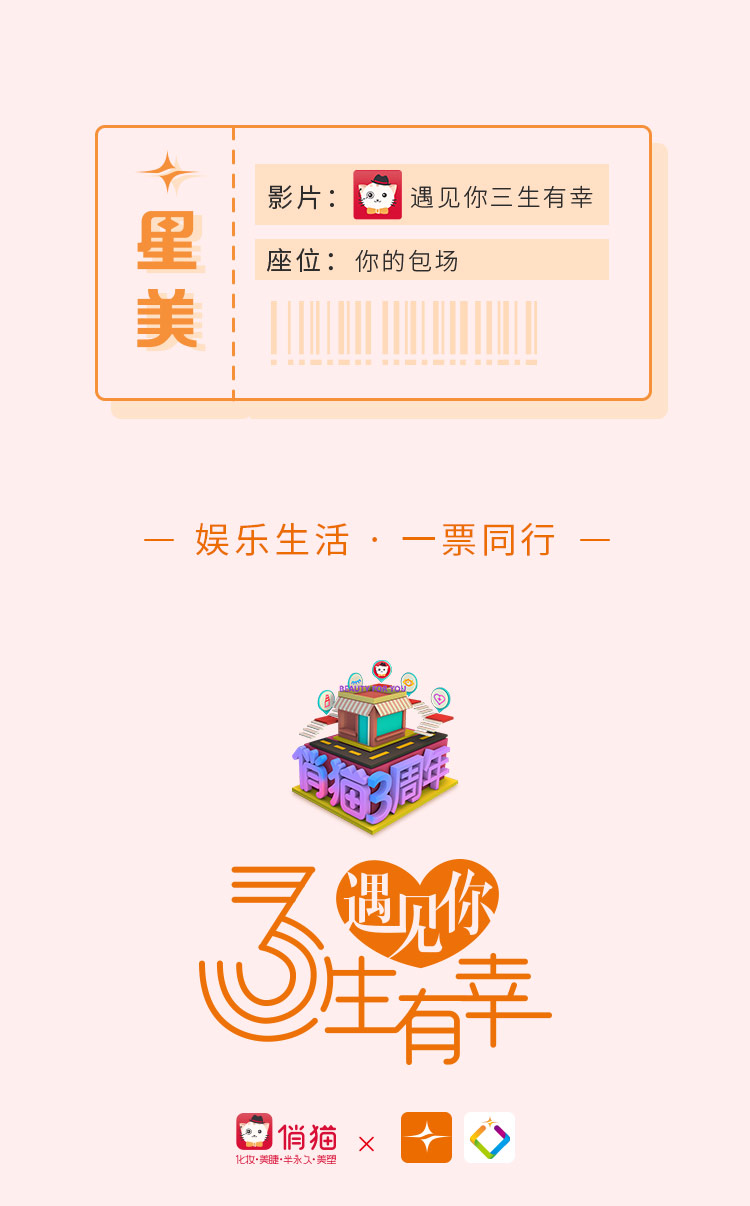 星美
影片： 遇见你三生有幸
座位： 你的包场
— 娱乐生活 · 一票同行 —
BEAUTY FOR YOU
俏猫3周年
遇见你
3生有幸
俏猫 ×
化妆·美睫·半永久·美塑